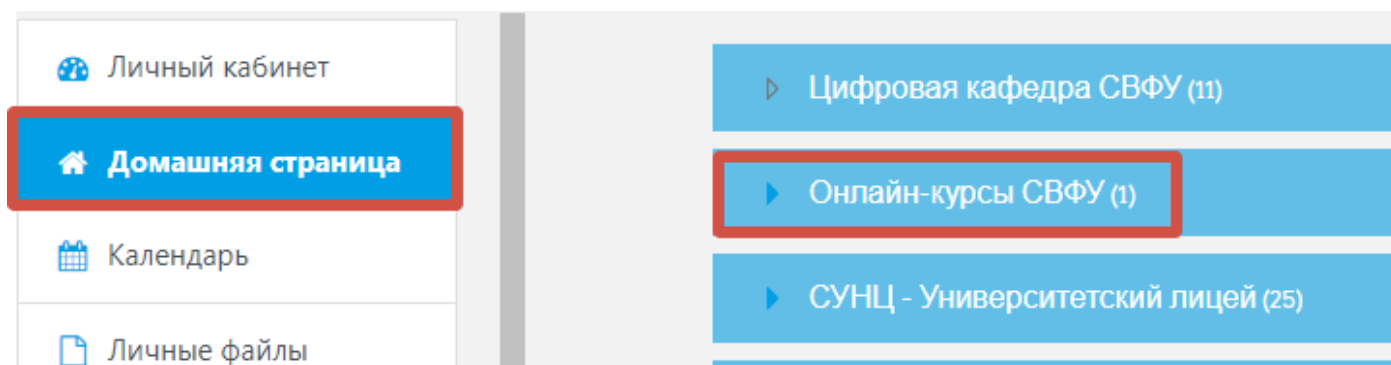 Личный кабинет
Домашняя страница
Календарь
Личные файлы
Цифровая кафедра СВФУ (11)
Онлайн-курсы СВФУ (1)
СУНЦ - Университетский лицей (25)